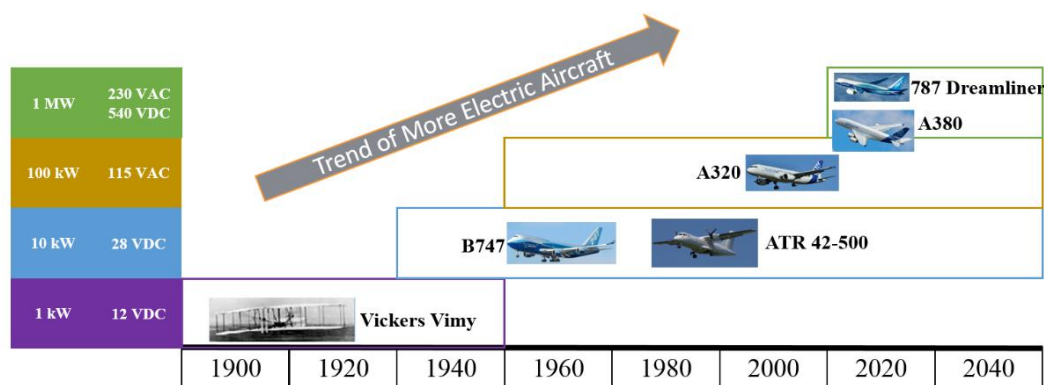 Trend of More Electric Aircraft
1 MW
230 VAC
540 VDC
787 Dreamliner
A380
100 kW
115 VAC
A320
10 kW
28 VDC
B747
ATR 42-500
1 kW
12 VDC
Vickers Vimy
1900 1920 1940 1960 1980 2000 2020 2040